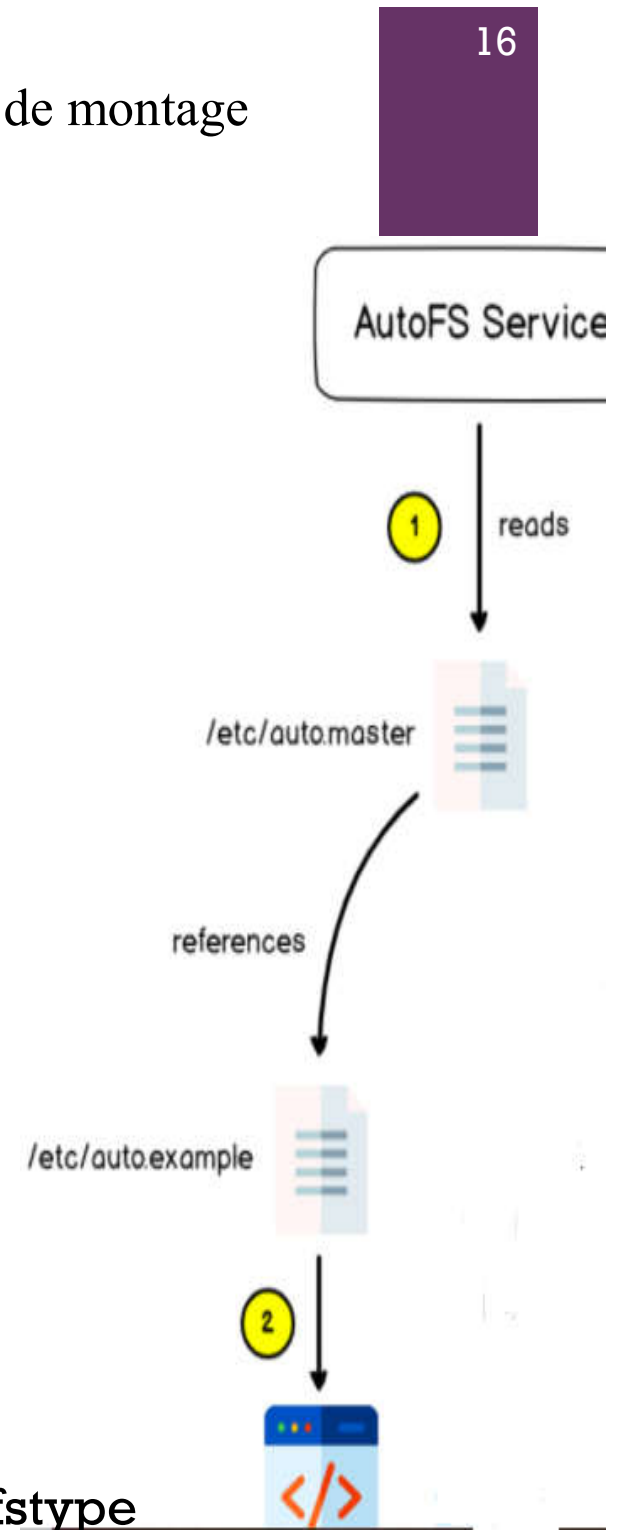 16
de montage
AutoFS Service
1
reads
/etc/auto.master
references
/etc/auto.example
2
</>
fstype